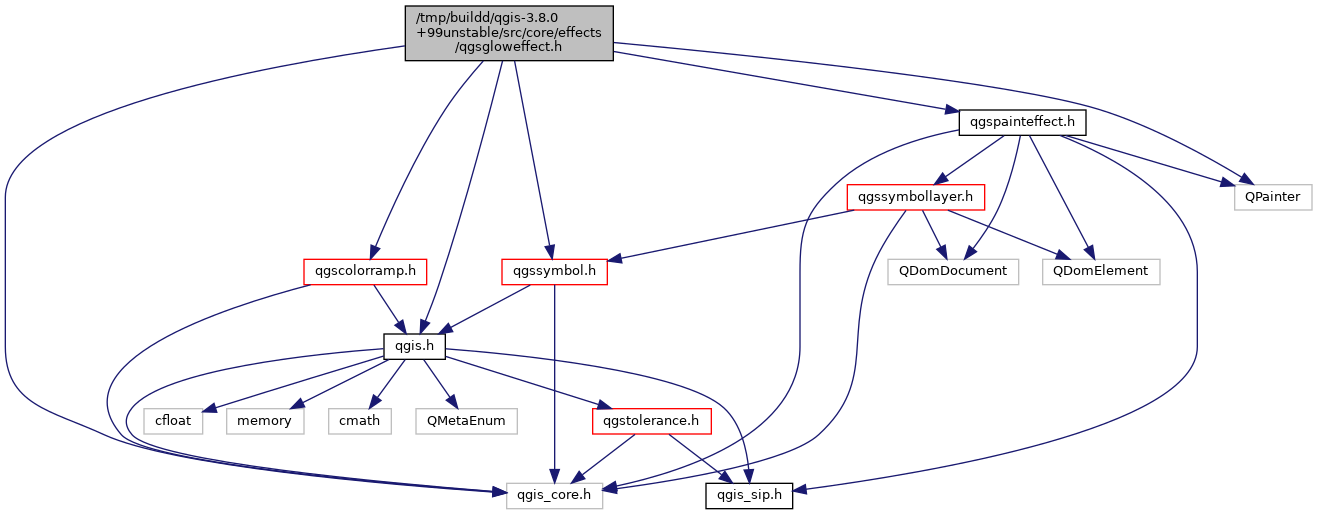 /tmp/buildd/qgis-3.8.0
+99unstable/src/core/effects
/qgsgloweffect.h
qgspainteffect.h
qgssymbollayer.h
QPainter
qgscolorramp.h
qgssymbol.h
QDomDocument
QDomElement
qgis.h
cfloat
memory
cmath
QMetaEnum
qgstolerance.h
qgis_core.h
qgis_sip.h